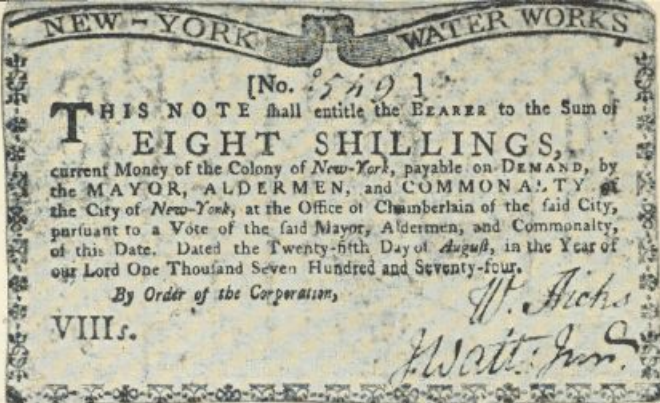 NEW-YORK WATER WORKS
[No. 2549]
THIS NOTE ſhall entitle the BEARER to the Sum of
EIGHT SHILLINGS,
current Money of the Colony of New-York, payable on DEMAND, by
the MAYOR, ALDERMEN, and COMMONALTY of
the City of New-York, at the Office of Chamberlain of the ſaid City,
purſuant to a Vote of the ſaid Mayor, Aldermen, and Commonalty,
of this Date. Dated the Twenty-fifth Day of Auguſt, in the Year of
our Lord One Thouſand Seven Hundred and Seventy-four.
By Order of the Corporation,
W. Hicks
VIIIs.
J. Watts Junr.